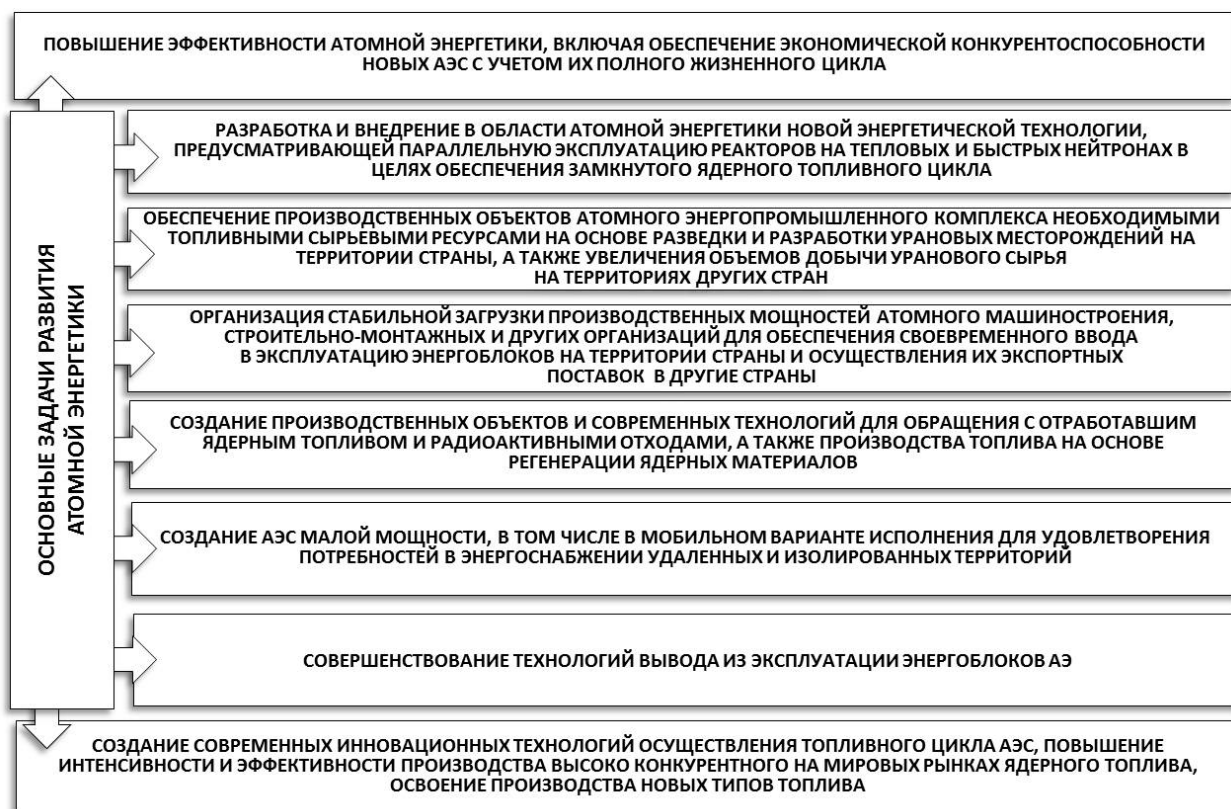 ПОВЫШЕНИЕ ЭФФЕКТИВНОСТИ АТОМНОЙ ЭНЕРГЕТИКИ, ВКЛЮЧАЯ ОБЕСПЕЧЕНИЕ ЭКОНОМИЧЕСКОЙ КОНКУРЕНТОСПОСОБНОСТИ
НОВЫХ АЭС С УЧЕТОМ ИХ ПОЛНОГО ЖИЗНЕННОГО ЦИКЛА
ОСНОВНЫЕ ЗАДАЧИ РАЗВИТИЯ
АТОМНОЙ ЭНЕРГЕТИКИ
РАЗРАБОТКА И ВНЕДРЕНИЕ В ОБЛАСТИ АТОМНОЙ ЭНЕРГЕТИКИ НОВОЙ ЭНЕРГЕТИЧЕСКОЙ ТЕХНОЛОГИИ,
ПРЕДУСМАТРИВАЮЩЕЙ ПАРАЛЛЕЛЬНУЮ ЭКСПЛУАТАЦИЮ РЕАКТОРОВ НА ТЕПЛОВЫХ И БЫСТРЫХ НЕЙТРОНАХ В
ЦЕЛЯХ ОБЕСПЕЧЕНИЯ ЗАМКНУТОГО ЯДЕРНОГО ТОПЛИВНОГО ЦИКЛА
ОБЕСПЕЧЕНИЕ ПРОИЗВОДСТВЕННЫХ ОБЪЕКТОВ АТОМНОГО ЭНЕРГОПРОМЫШЛЕННОГО КОМПЛЕКСА НЕОБХОДИМЫМИ
ТОПЛИВНЫМИ СЫРЬЕВЫМИ РЕСУРСАМИ НА ОСНОВЕ РАЗВЕДКИ И РАЗРАБОТКИ УРАНОВЫХ МЕСТОРОЖДЕНИЙ НА
ТЕРРИТОРИИ СТРАНЫ, А ТАКЖЕ УВЕЛИЧЕНИЯ ОБЪЕМОВ ДОБЫЧИ УРАНОВОГО СЫРЬЯ
НА ТЕРРИТОРИЯХ ДРУГИХ СТРАН
ОРГАНИЗАЦИЯ СТАБИЛЬНОЙ ЗАГРУЗКИ ПРОИЗВОДСТВЕННЫХ МОЩНОСТЕЙ АТОМНОГО МАШИНОСТРОЕНИЯ,
СТРОИТЕЛЬНО-МОНТАЖНЫХ И ДРУГИХ ОРГАНИЗАЦИЙ ДЛЯ ОБЕСПЕЧЕНИЯ СВОЕВРЕМЕННОГО ВВОДА
В ЭКСПЛУАТАЦИЮ ЭНЕРГОБЛОКОВ НА ТЕРРИТОРИИ СТРАНЫ И ОСУЩЕСТВЛЕНИЯ ИХ ЭКСПОРТНЫХ
ПОСТАВОК В ДРУГИЕ СТРАНЫ
СОЗДАНИЕ ПРОИЗВОДСТВЕННЫХ ОБЪЕКТОВ И СОВРЕМЕННЫХ ТЕХНОЛОГИЙ ДЛЯ ОБРАЩЕНИЯ С ОТРАБОТАВШИМ
ЯДЕРНЫМ ТОПЛИВОМ И РАДИОАКТИВНЫМИ ОТХОДАМИ, А ТАКЖЕ ПРОИЗВОДСТВА ТОПЛИВА НА ОСНОВЕ
РЕГЕНЕРАЦИИ ЯДЕРНЫХ МАТЕРИАЛОВ
СОЗДАНИЕ АЭС МАЛОЙ МОЩНОСТИ, В ТОМ ЧИСЛЕ В МОБИЛЬНОМ ВАРИАНТЕ ИСПОЛНЕНИЯ ДЛЯ УДОВЛЕТВОРЕНИЯ
ПОТРЕБНОСТЕЙ В ЭНЕРГОСНАБЖЕНИИ УДАЛЕННЫХ И ИЗОЛИРОВАННЫХ ТЕРРИТОРИЙ
СОВЕРШЕНСТВОВАНИЕ ТЕХНОЛОГИЙ ВЫВОДА ИЗ ЭКСПЛУАТАЦИИ ЭНЕРГОБЛОКОВ АЭ
СОЗДАНИЕ СОВРЕМЕННЫХ ИННОВАЦИОННЫХ ТЕХНОЛОГИЙ ОСУЩЕСТВЛЕНИЯ ТОПЛИВНОГО ЦИКЛА АЭС, ПОВЫШЕНИЕ
ИНТЕНСИВНОСТИ И ЭФФЕКТИВНОСТИ ПРОИЗВОДСТВА ВЫСОКО КОНКУРЕНТНОГО НА МИРОВЫХ РЫНКАХ ЯДЕРНОГО ТОПЛИВА,
ОСВОЕНИЕ ПРОИЗВОДСТВА НОВЫХ ТИПОВ ТОПЛИВА